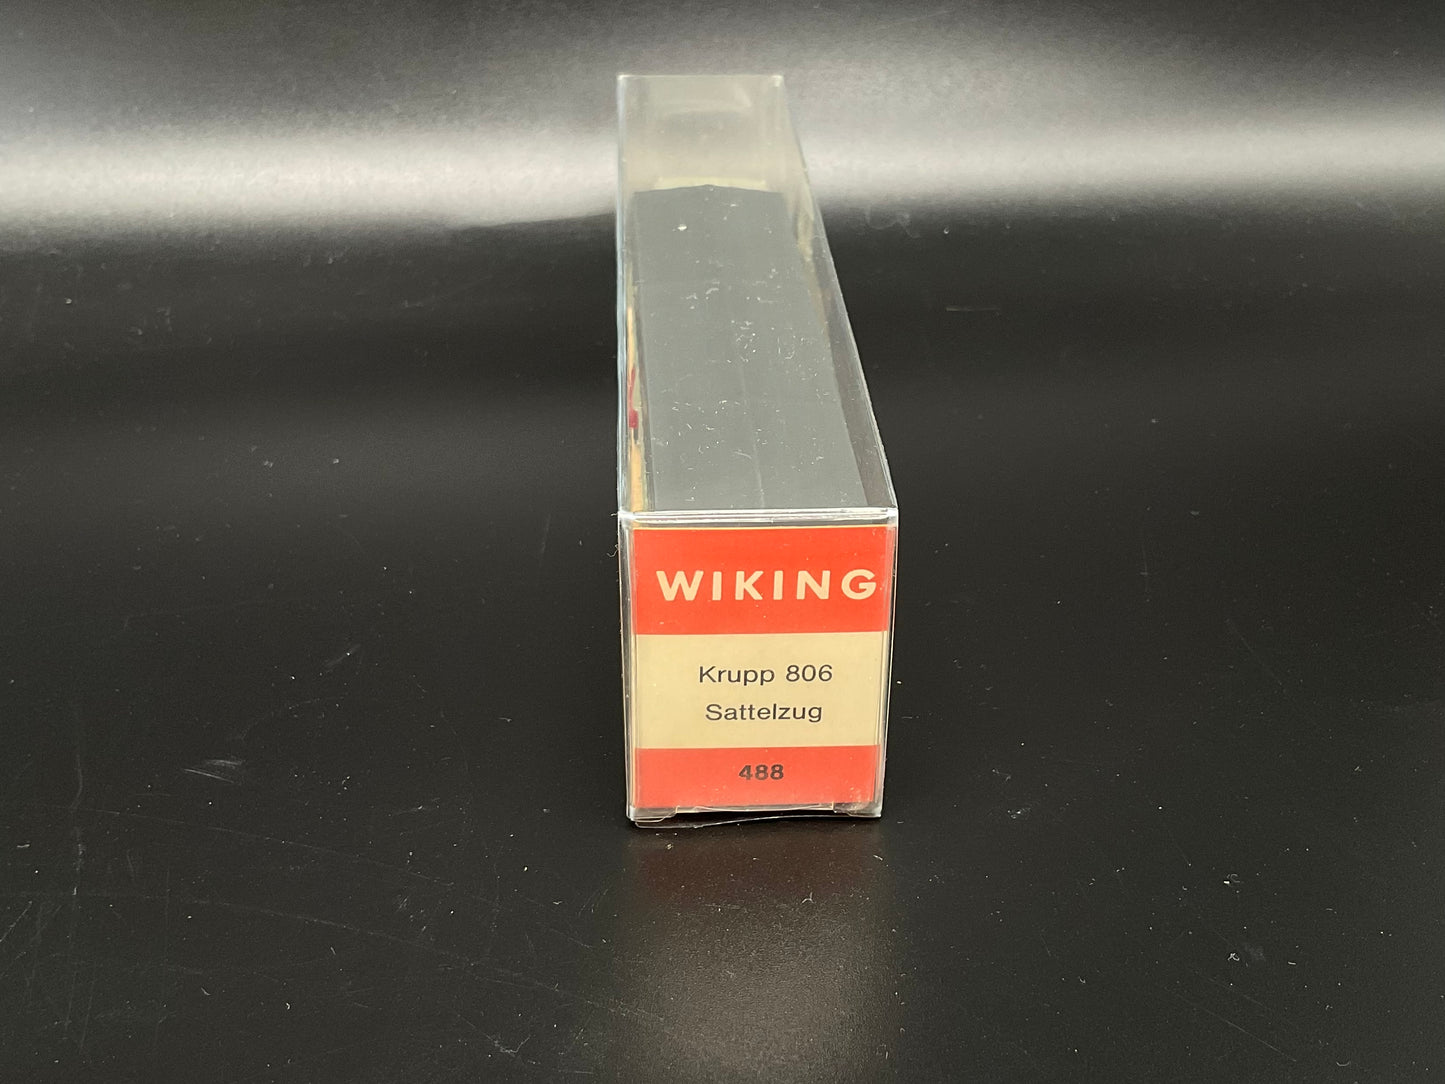 WIKING
Krupp 806
Sattelzug
488